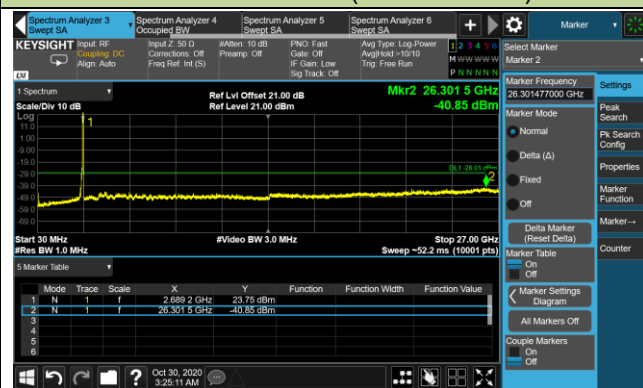 Spectrum Analyzer 3
Swept SA
Spectrum Analyzer 4
Occupied BW
Spectrum Analyzer 5
Swept SA
Spectrum Analyzer 6
Swept SA
Marker
KEYSIGHT
Input: RF
Coupling: DC
Align: Auto
Input Z: 50 Ω
Corrections: Off
Freq Ref: Int (S)
#Atten: 10 dB
Preamp: Off
PNO: Fast
Gate: Off
IF Gain: Low
Sig Track: Off
Avg Type: Log-Power
Avg|Hold:>10/10
Trig: Free Run
1 2 3 4 5 6
M W W W W W
P N N N N N
Select Marker
Marker 2
1 Spectrum
Scale/Div 10 dB
Ref Lvl Offset 21.00 dB
Ref Level 21.00 dBm
Mkr2 26.301 5 GHz
-40.85 dBm
Log
11.0
1.00
-9.00
-19.0
-29.0
-39.0
-49.0
-59.0
-69.0
1
DL1 -28.01 dBm
2
Start 30 MHz
#Res BW 1.0 MHz
#Video BW 3.0 MHz
Stop 27.00 GHz
Sweep ~52.2 ms (10001 pts)
5 Marker Table
Mode Trace Scale X Y Function Function Width Function Value
1 N 1 f 2.689 2 GHz 23.75 dBm
2 N 1 f 26.301 5 GHz -40.85 dBm
3
4
5
6
Marker Frequency
26.301477000 GHz
Marker Mode
Normal
Delta (Δ)
Fixed
Off
Delta Marker
(Reset Delta)
Marker Table
On
Off
Marker Settings
Diagram
All Markers Off
Couple Markers
On
Off
Settings
Peak
Search
Pk Search
Config
Properties
Marker
Function
Marker→
Counter
?
Oct 30, 2020
3:25:11 AM